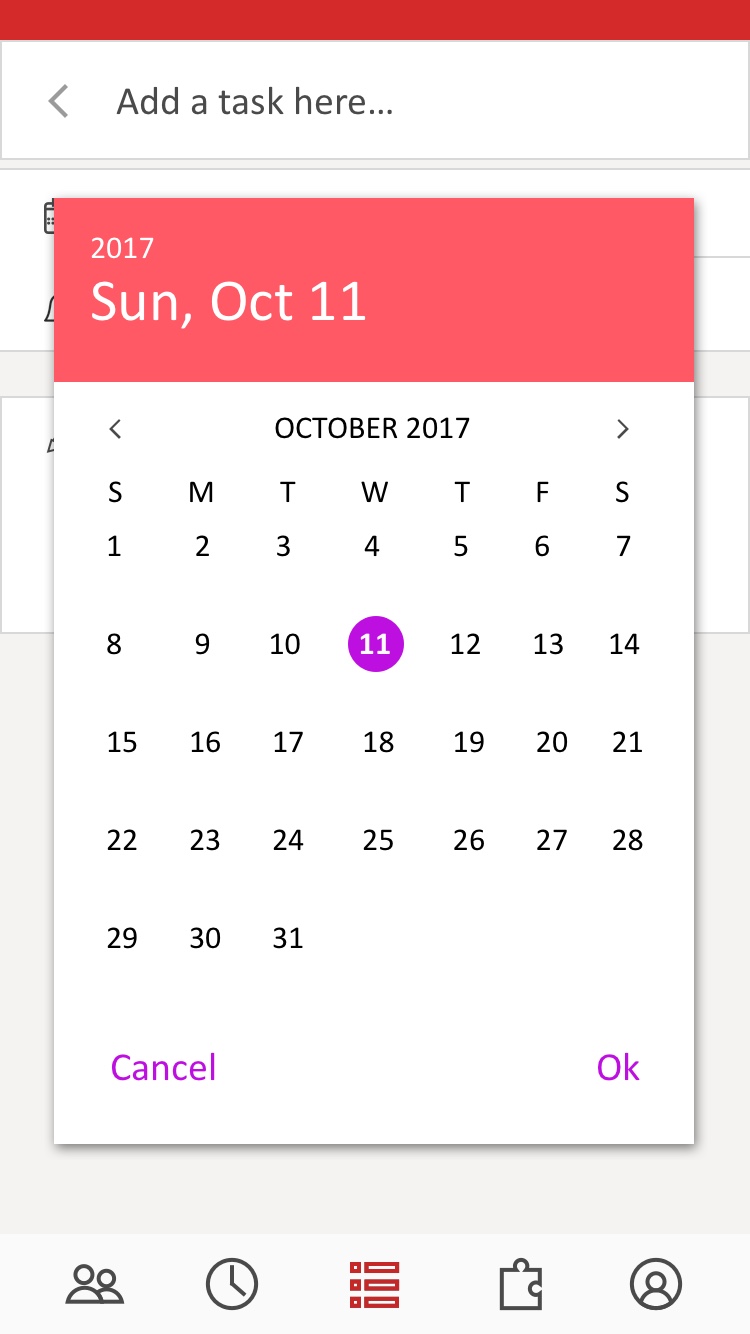 Add a task here...
2017
Sun, Oct 11
OCTOBER 2017
S M T W T F S
1 2 3 4 5 6 7
8 9 10 11 12 13 14
15 16 17 18 19 20 21
22 23 24 25 26 27 28
29 30 31
Cancel Ok